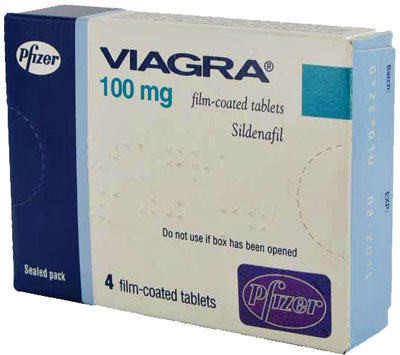 Pfizer
VIAGRA®
100 mg film-coated tablets
Sildenafil
Do not use if box has been opened
Sealed pack
4 film-coated tablets
Pfizer
Batch:
EXP: